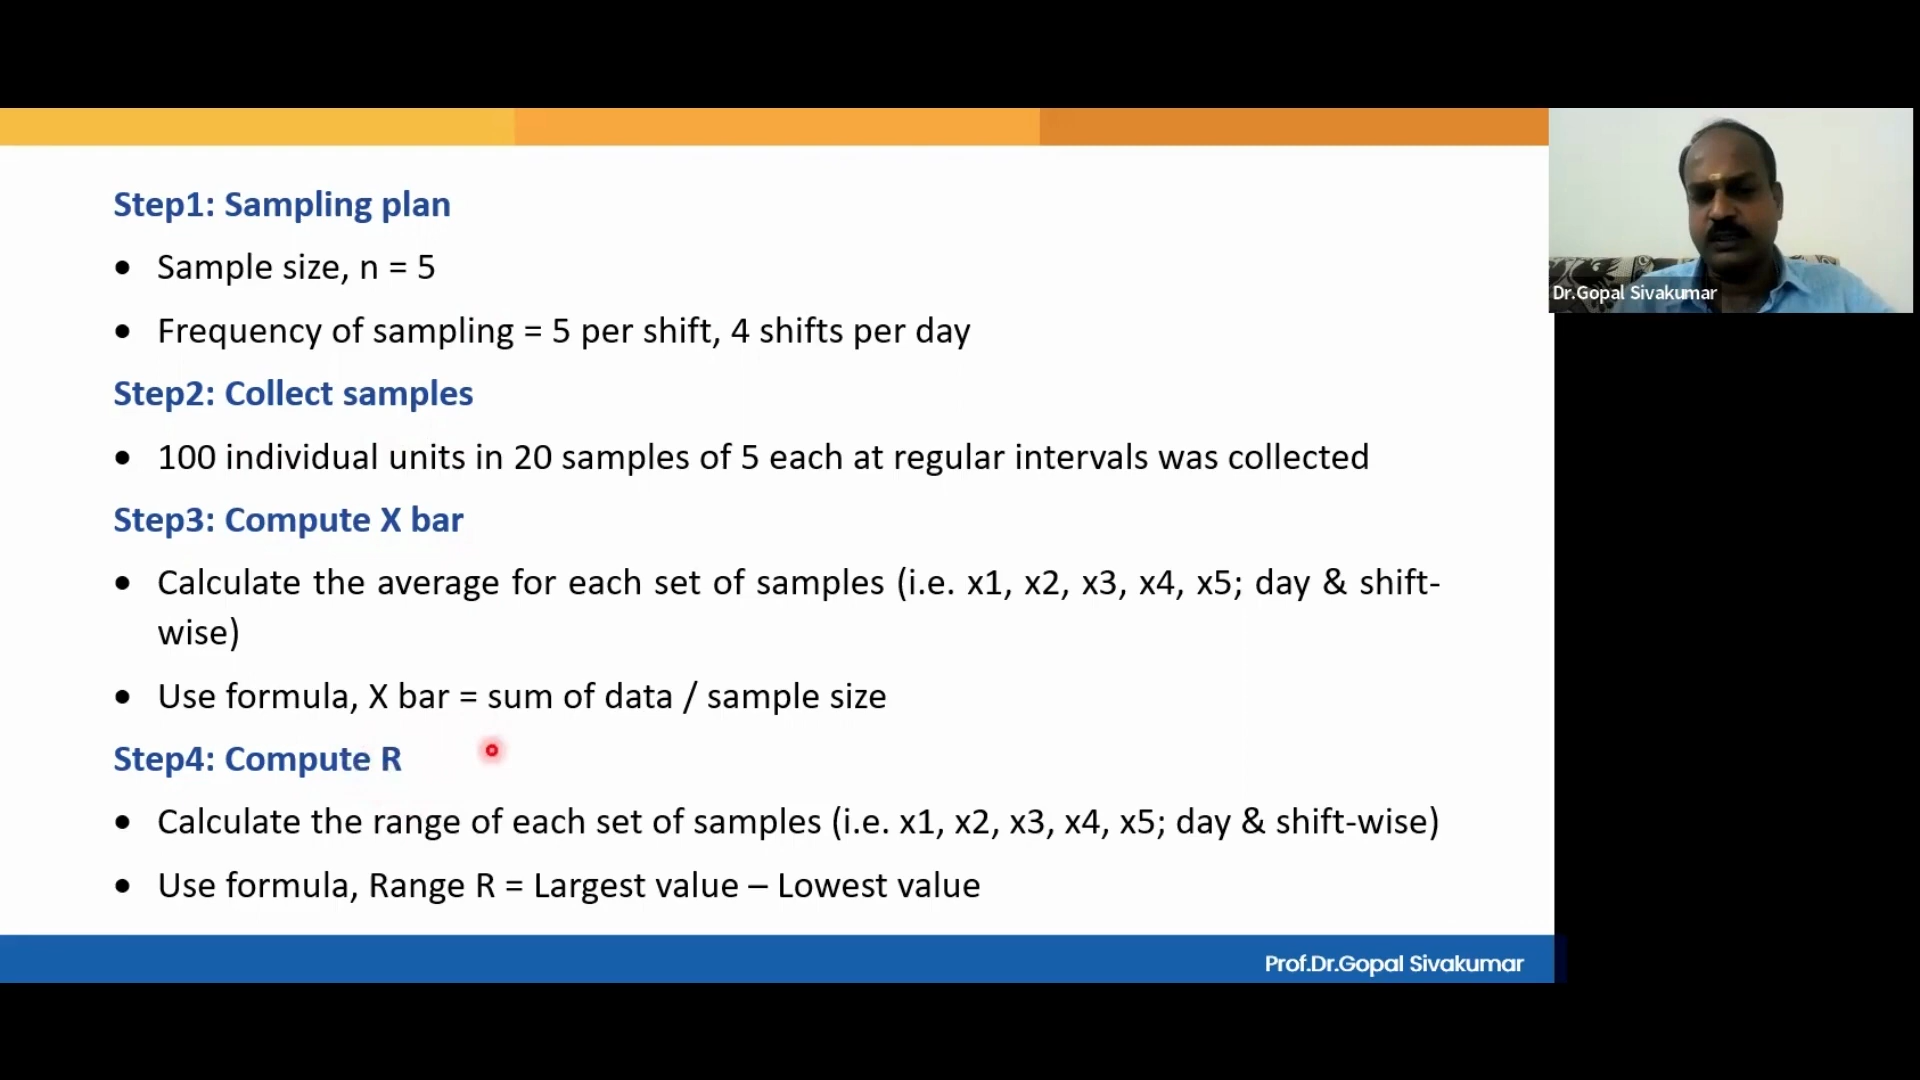 Step1: Sampling plan
• Sample size, n = 5
• Frequency of sampling = 5 per shift, 4 shifts per day
Step2: Collect samples
• 100 individual units in 20 samples of 5 each at regular intervals was collected
Step3: Compute X bar
• Calculate the average for each set of samples (i.e. x1, x2, x3, x4, x5; day & shift-
wise)
• Use formula, X bar = sum of data / sample size
Step4: Compute R
• Calculate the range of each set of samples (i.e. x1, x2, x3, x4, x5; day & shift-wise)
• Use formula, Range R = Largest value – Lowest value
Prof.Dr.Gopal Sivakumar
Dr.Gopal Sivakumar